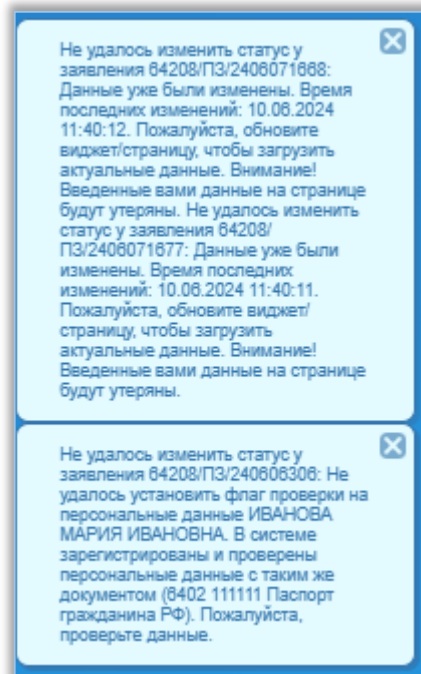 Не удалось изменить статус у
заявления 64208/ПЗ/2406071668:
Данные уже были изменены. Время
последних изменений: 10.06.2024
11:40:12. Пожалуйста, обновите
виджет/страницу, чтобы загрузить
актуальные данные. Внимание!
Введенные вами данные на странице
будут утеряны. Не удалось изменить
статус у заявления 64208/
ПЗ/2406071677: Данные уже были
изменены. Время последних
изменений: 10.06.2024 11:40:11.
Пожалуйста, обновите виджет/
страницу, чтобы загрузить
актуальные данные. Внимание!
Введенные вами данные на странице
будут утеряны.
Не удалось изменить статус у
заявления 64208/ПЗ/240606306: Не
удалось установить флаг проверки на
персональные данные ИВАНОВА
МАРИЯ ИВАНОВНА. В системе
зарегистрированы и проверены
персональные данные с таким же
документом (6402 111111 Паспорт
гражданина РФ). Пожалуйста,
проверьте данные.